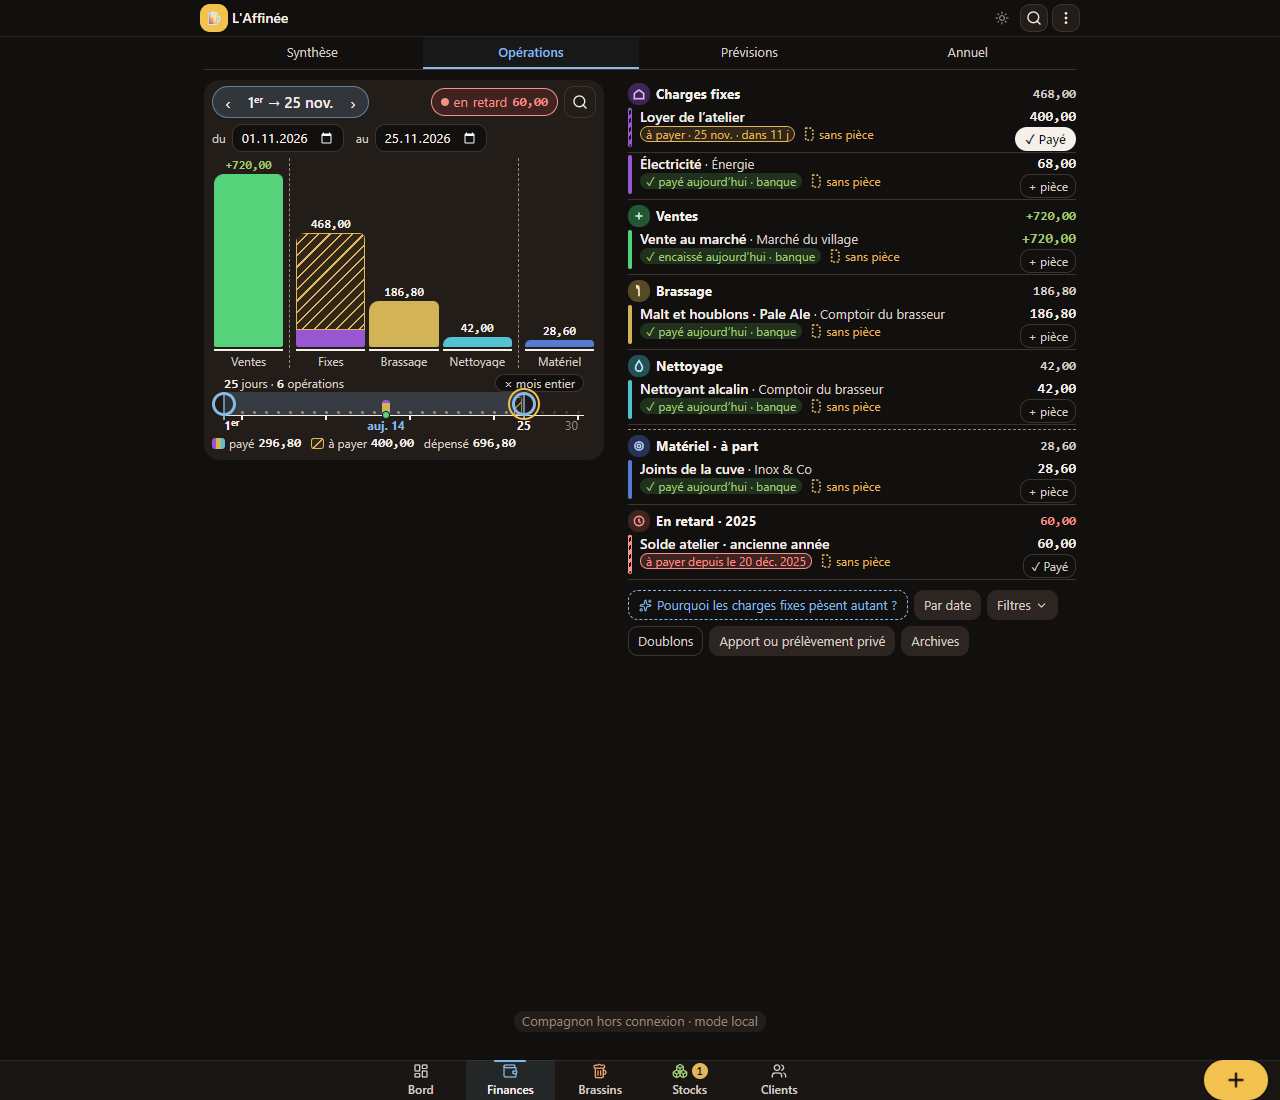 L'Affinée
Synthèse
Opérations
Prévisions
Annuel
‹ 1er → 25 nov. ›
en retard 60,00
du 01.11.2026 au 25.11.2026
+720,00
468,00
186,80
42,00
28,60
Ventes
Fixes
Brassage
Nettoyage
Matériel
25 jours · 6 opérations
× mois entier
1er
auj. 14
25
30
payé 296,80
à payer 400,00
dépensé 696,80
Charges fixes 468,00
Loyer de l’atelier 400,00
à payer · 25 nov. · dans 11 j sans pièce ✓ Payé
Électricité · Énergie 68,00
✓ payé aujourd’hui · banque sans pièce + pièce
Ventes +720,00
Vente au marché · Marché du village +720,00
✓ encaissé aujourd’hui · banque sans pièce + pièce
Brassage 186,80
Malt et houblons · Pale Ale · Comptoir du brasseur 186,80
✓ payé aujourd’hui · banque sans pièce + pièce
Nettoyage 42,00
Nettoyant alcalin · Comptoir du brasseur 42,00
✓ payé aujourd’hui · banque sans pièce + pièce
Matériel · à part 28,60
Joints de la cuve · Inox & Co 28,60
✓ payé aujourd’hui · banque sans pièce + pièce
En retard · 2025 60,00
Solde atelier · ancienne année 60,00
à payer depuis le 20 déc. 2025 sans pièce ✓ Payé
Pourquoi les charges fixes pèsent autant ?
Par date
Filtres
Doublons
Apport ou prélèvement privé
Archives
Compagnon hors connexion · mode local
Bord
Finances
Brassins
Stocks
1
Clients
+